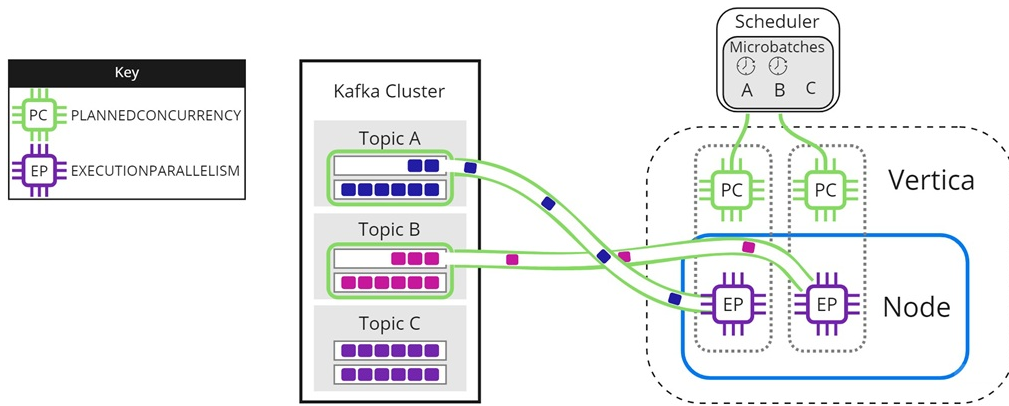 Key
PC PLANNEDCONCURRENCY
EP EXECUTIONPARALLELISM
Kafka Cluster
Topic A
Topic B
Topic C
Scheduler
Microbatches
A B C
PC PC
Vertica
EP EP
Node